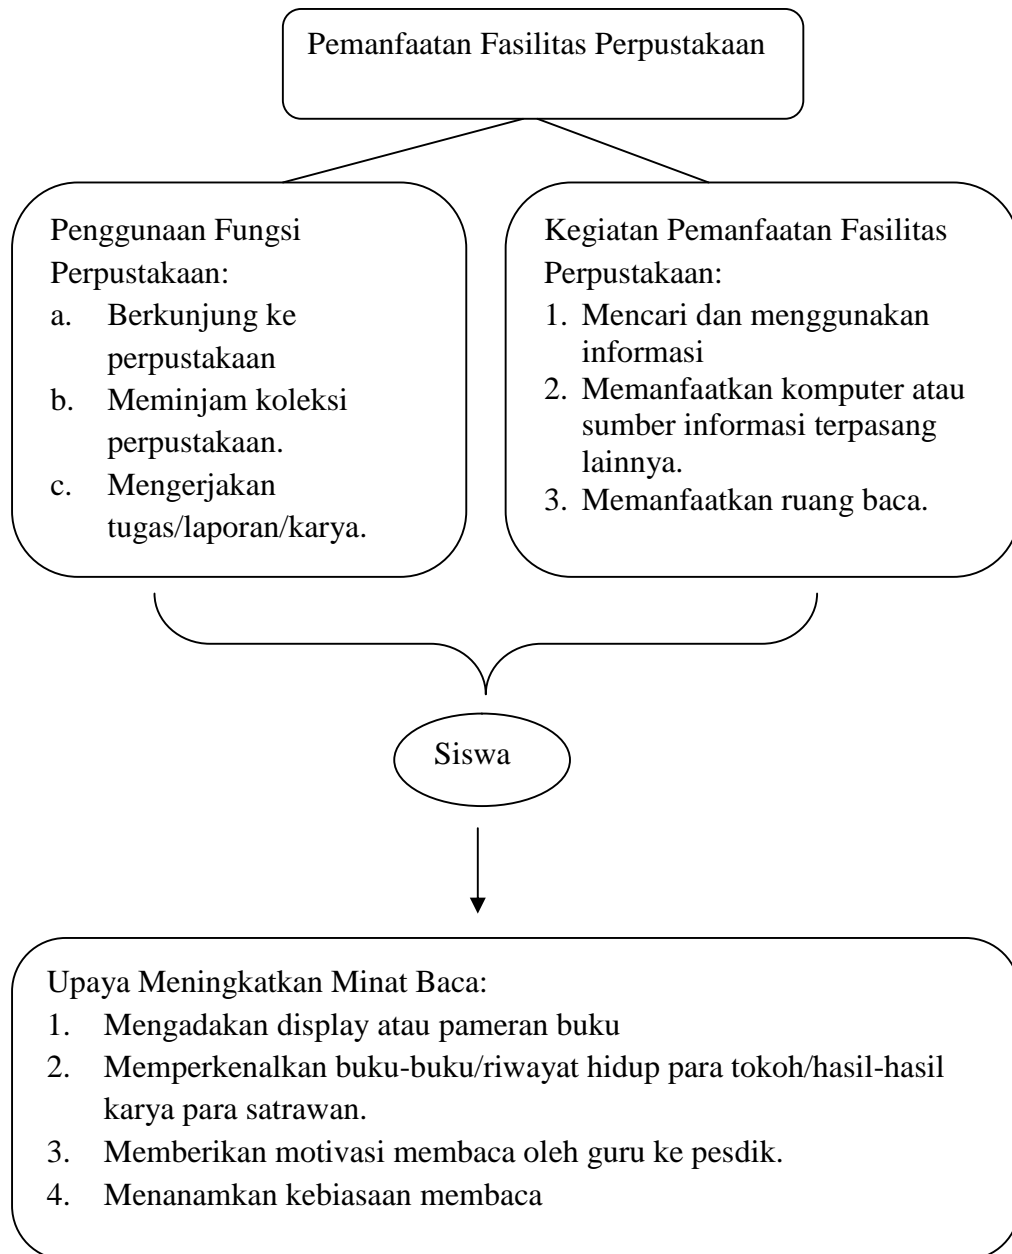 Pemanfaatan Fasilitas Perpustakaan
Penggunaan Fungsi
Perpustakaan:
a. Berkunjung ke
perpustakaan
b. Meminjam koleksi
perpustakaan.
c. Mengerjakan
tugas/laporan/karya.
Kegiatan Pemanfaatan Fasilitas
Perpustakaan:
1. Mencari dan menggunakan
informasi
2. Memanfaatkan komputer atau
sumber informasi terpasang
lainnya.
3. Memanfaatkan ruang baca.
Siswa
Upaya Meningkatkan Minat Baca:
1. Mengadakan display atau pameran buku
2. Memperkenalkan buku-buku/riwayat hidup para tokoh/hasil-hasil
karya para satrawan.
3. Memberikan motivasi membaca oleh guru ke pesdik.
4. Menanamkan kebiasaan membaca